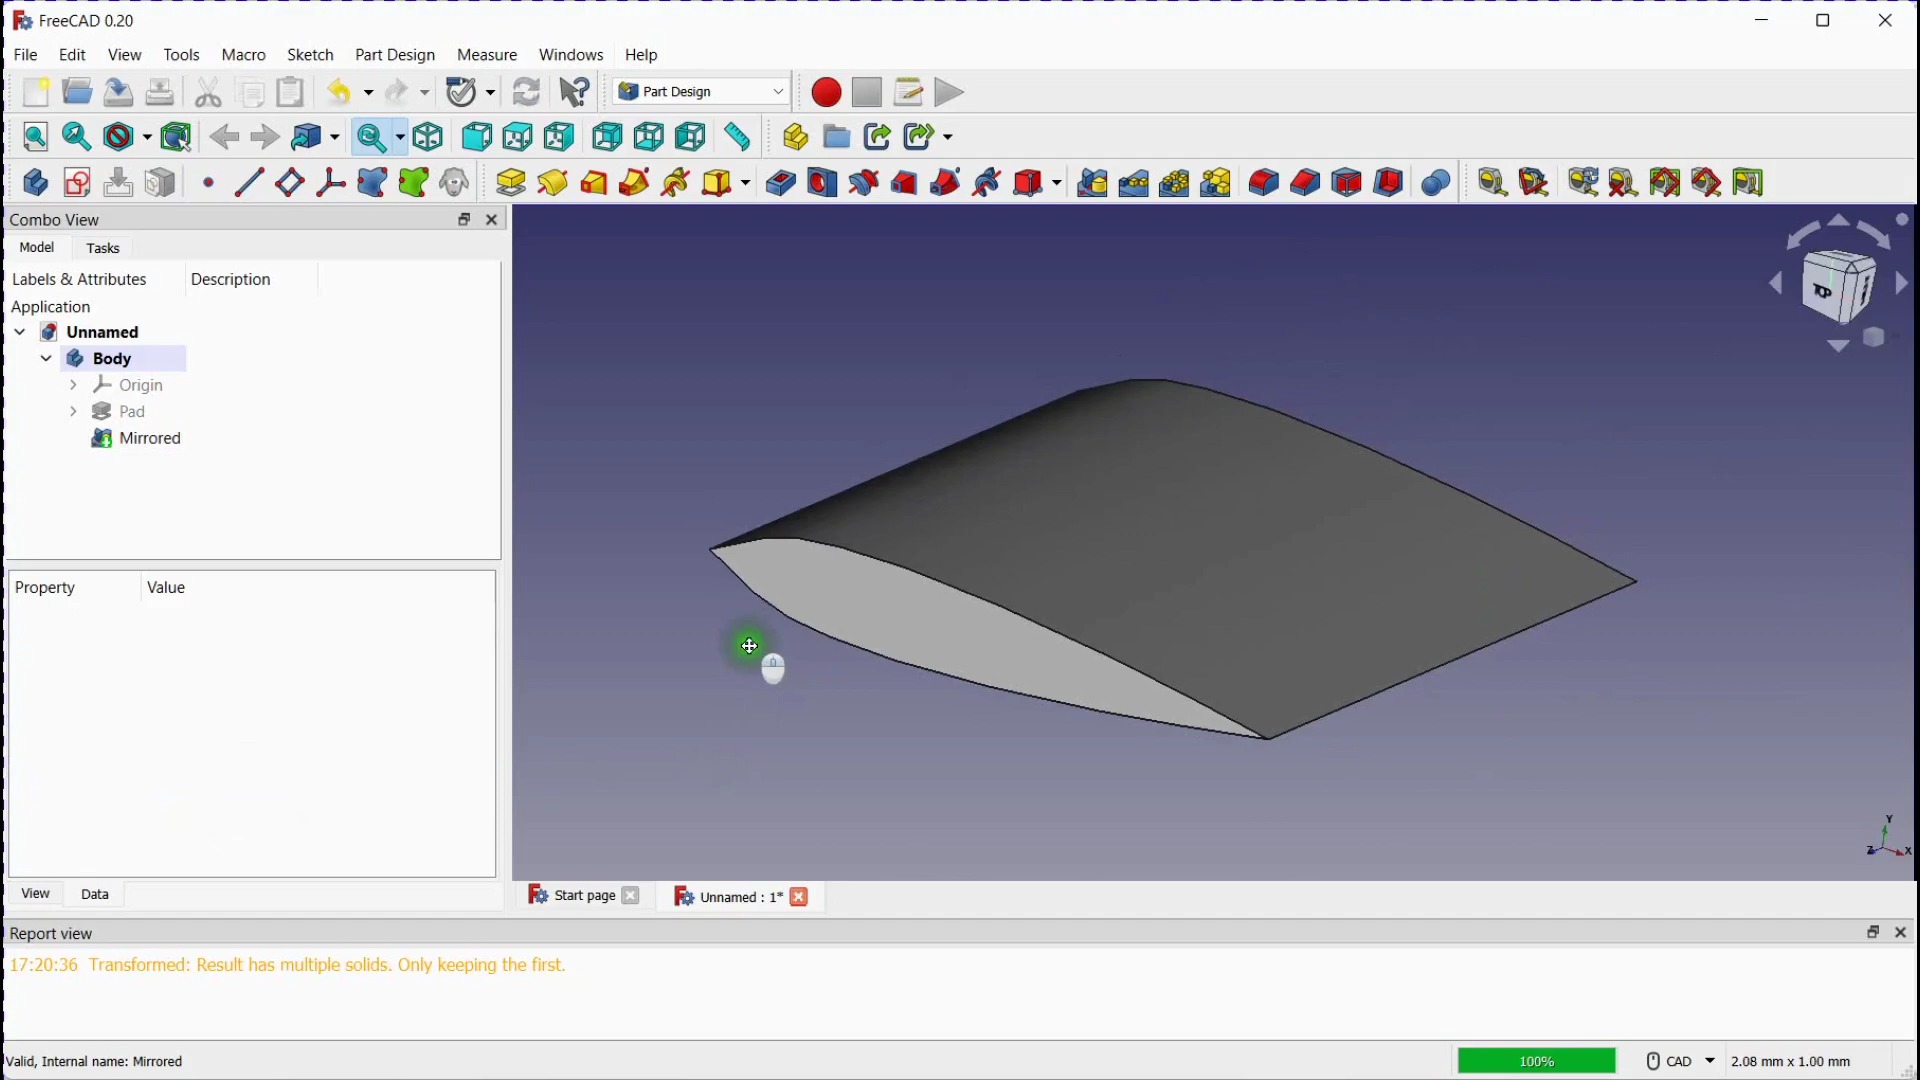 FreeCAD 0.20
File Edit View Tools Macro Sketch Part Design Measure Windows Help
Part Design
Combo View
Model Tasks
Labels & Attributes Description
Application
Unnamed
Body
Origin
Pad
Mirrored
TOP
Property Value
Y
Z X
View Data
Start page Unnamed : 1*
Report view
17:20:36 Transformed: Result has multiple solids. Only keeping the first.
Valid, Internal name: Mirrored 100% CAD 2.08 mm x 1.00 mm